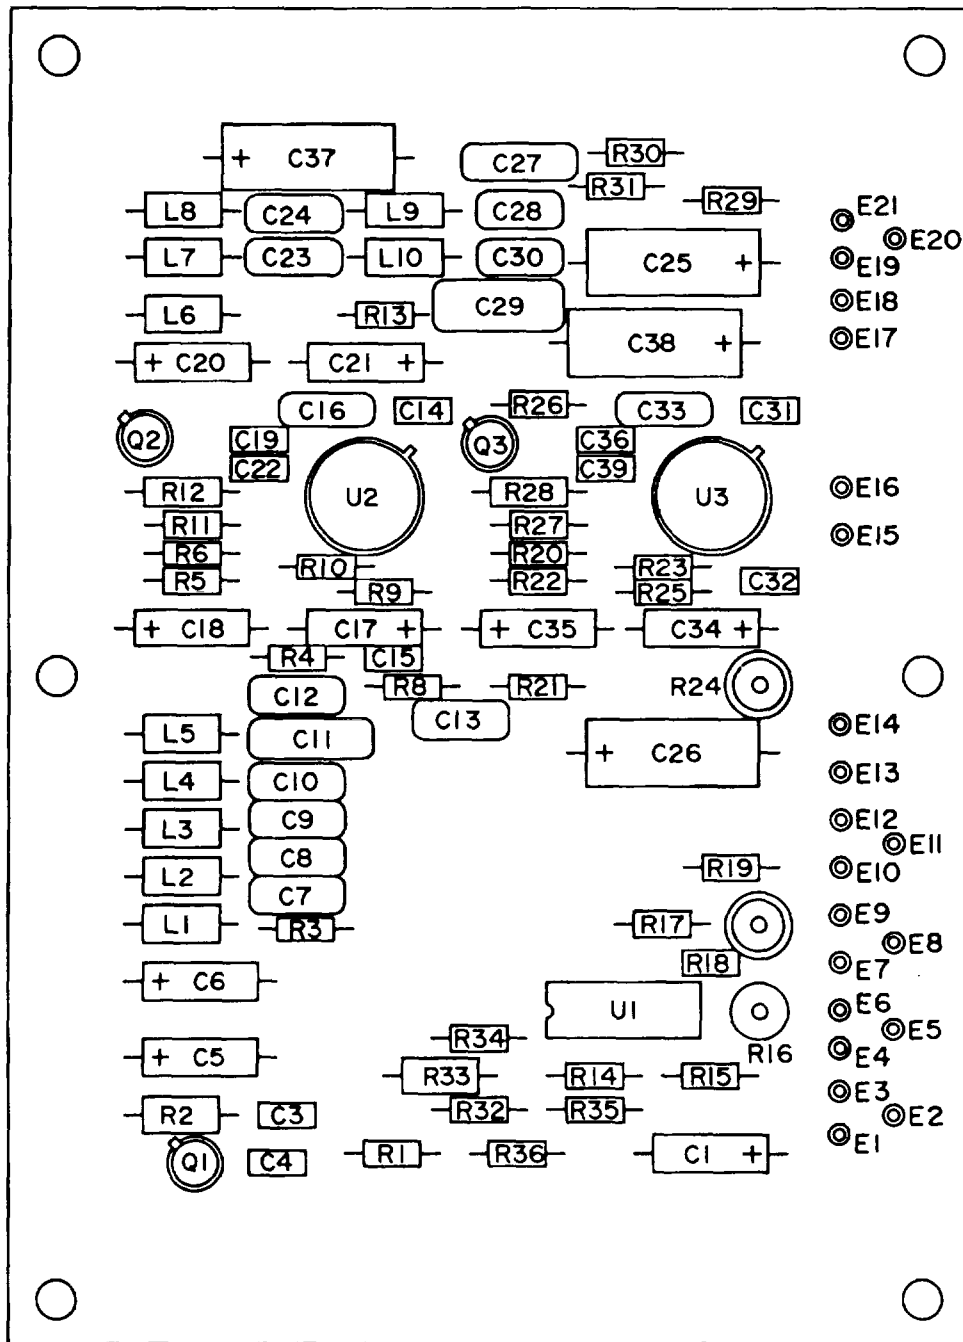 + C37
C27
R30
R31
R29
L8
C24
L9
C28
E21
E20
L7
C23
L10
C30
C25 +
E19
C29
E18
L6
R13
C38 +
E17
+ C20
C21 +
C16
C14
R26
C33
C31
Q2
C19
Q3
C36
C22
C39
R12
U2
R28
U3
E16
R11
R27
E15
R6
R20
R10
R23
R5
R22
C32
R9
R25
+ C18
C17 +
+ C35
C34 +
R4
C15
R8
R21
R24
C12
C13
E14
L5
C11
+ C26
E13
L4
C10
L3
C9
E12
E11
C8
R19
E10
L2
C7
L1
R3
R17
E9
E8
R18
E7
+ C6
U1
E6
E5
R34
R16
E4
+ C5
R33
R14
R15
E3
R2
C3
R32
R35
E2
E1
Q1
C4
R1
R36
C1 +